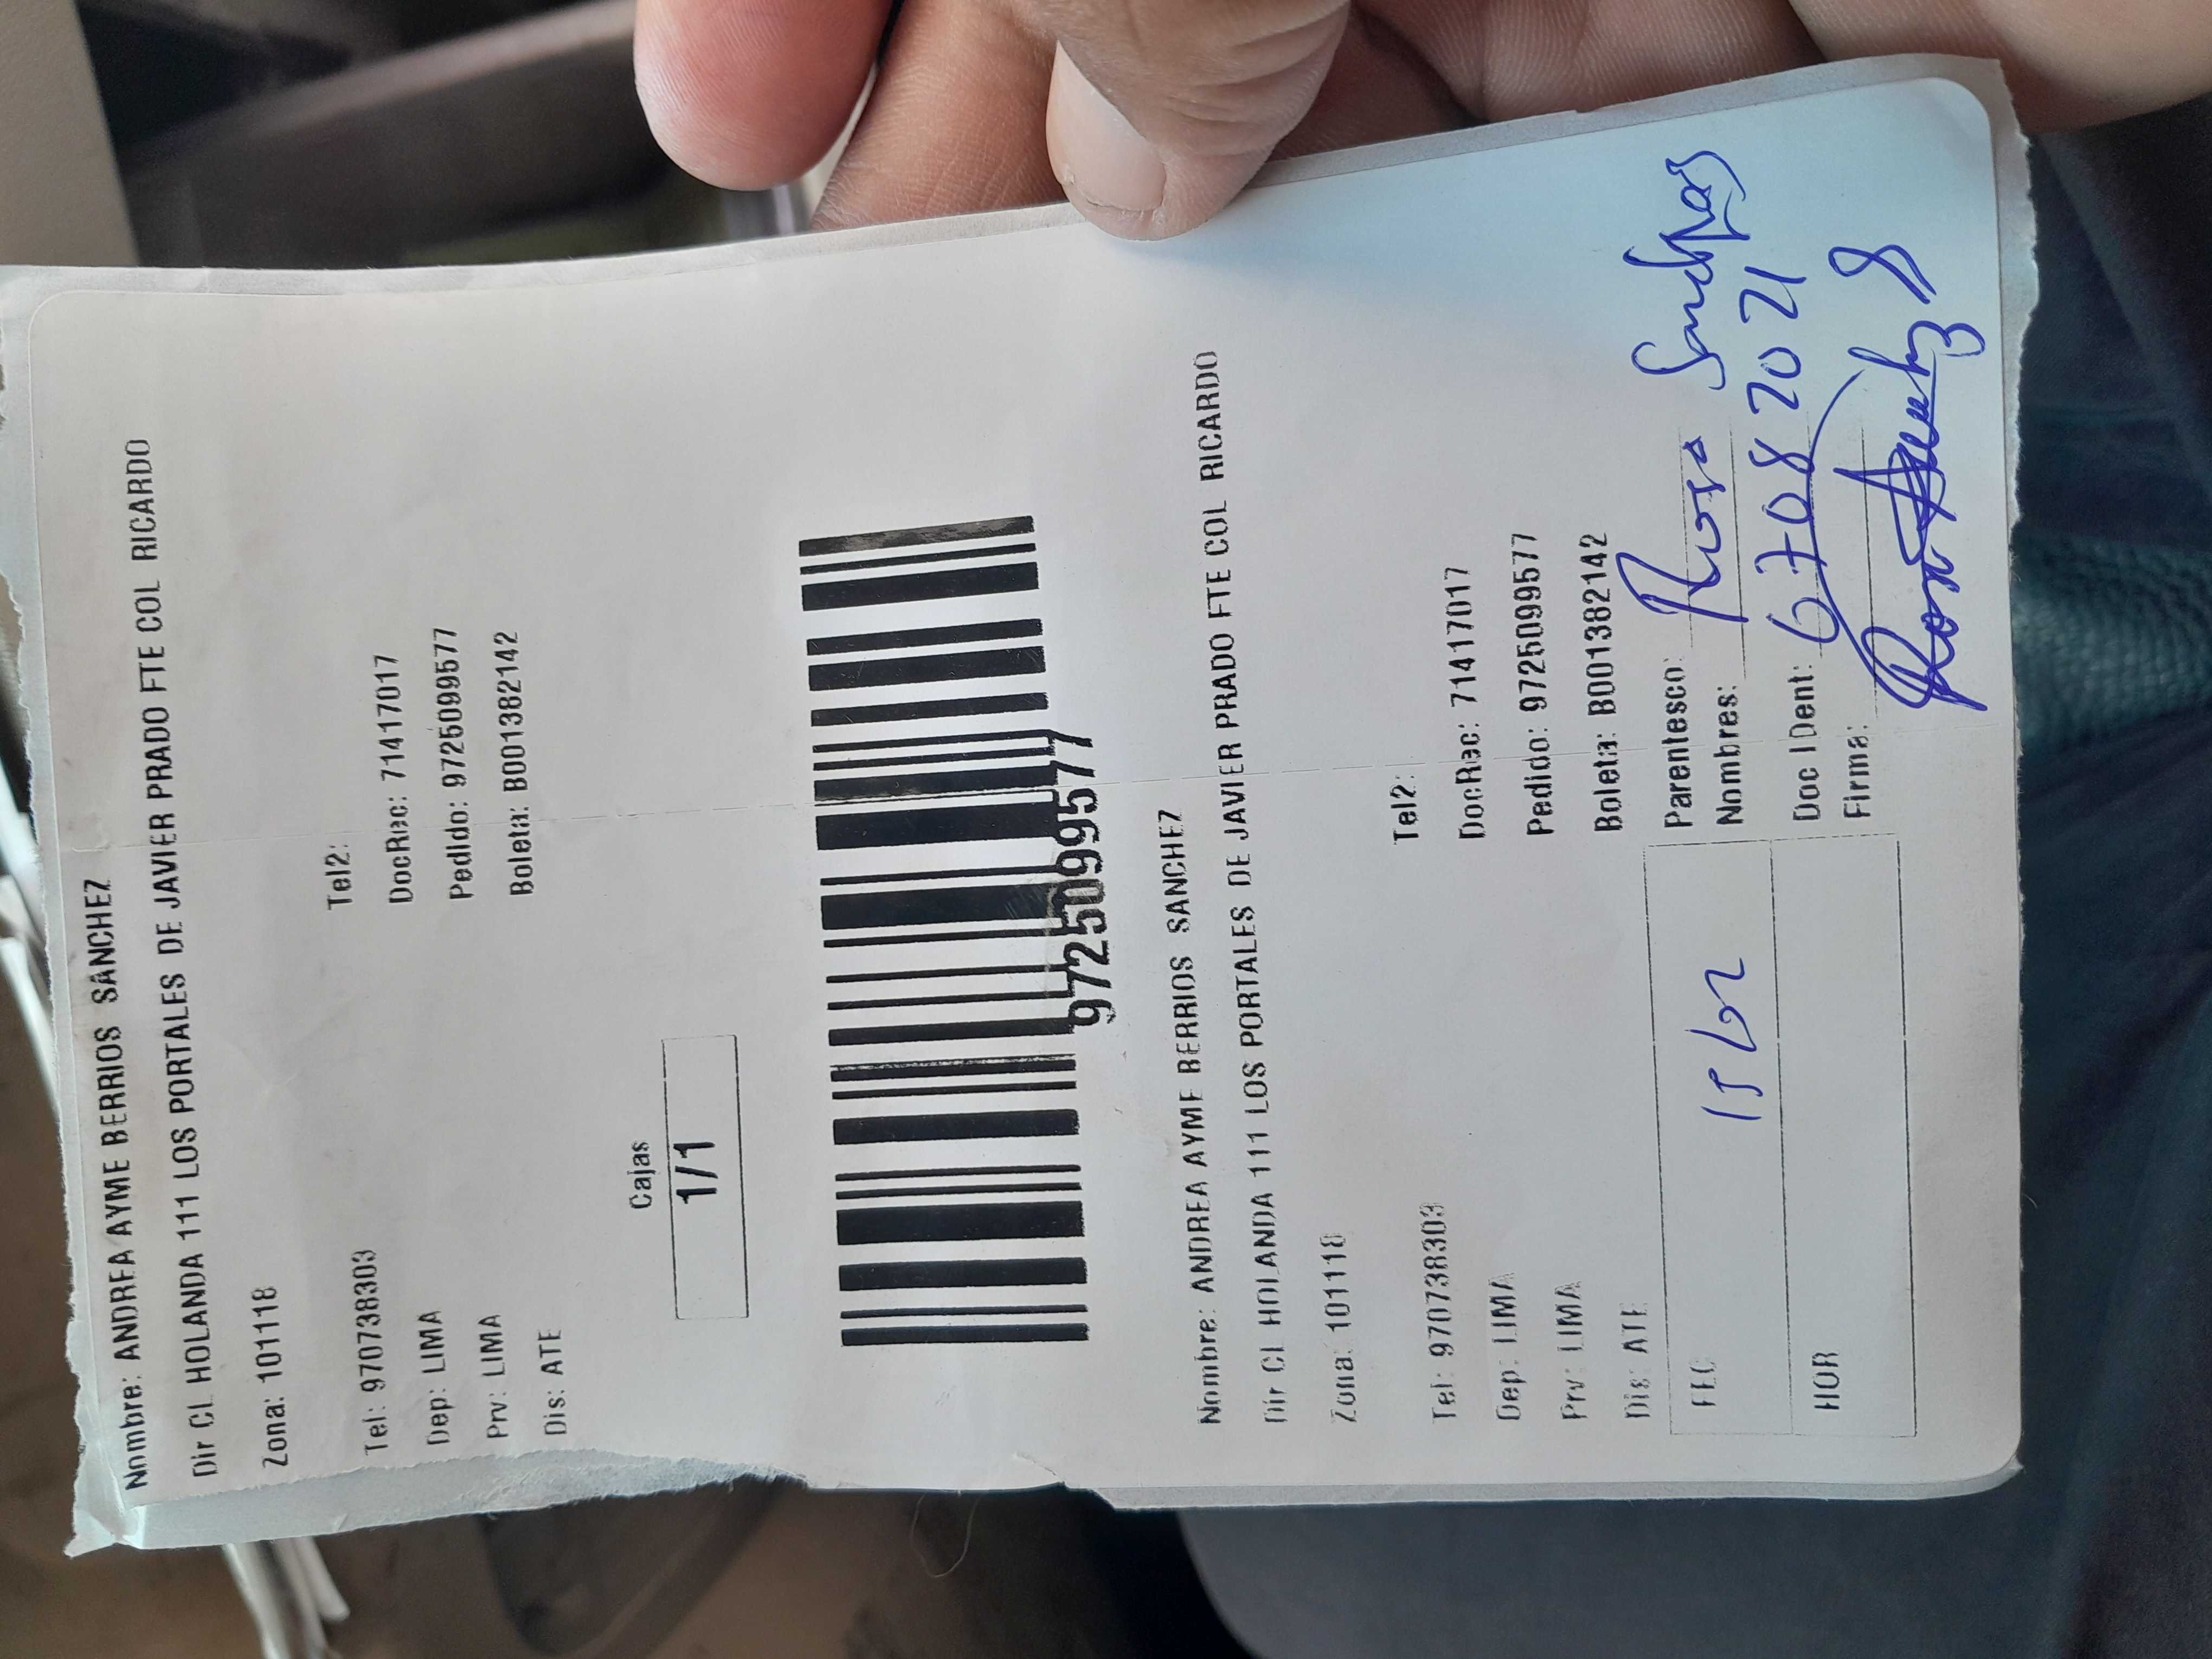 Nombre: ANDREA AYME BERRIOS SANCHEZ
Dir CL HOLANDA 111 LOS PORTALES DE JAVIER PRADO FTE COL RICARDO
Zona: 101118
Tel: 970738303 Tel2:
Dep: LIMA DocRec: 71417017
Prv: LIMA Pedido: 9725099577
Dis: ATE Boleta: B001382142
Cajas
1/1
9725099577
Nombre: ANDREA AYME BERRIOS SANCHEZ
Dir CL HOLANDA 111 LOS PORTALES DE JAVIER PRADO FTE COL RICARDO
Zona: 101118
Tel: 970738303 Tel2:
Dep: LIMA DocRec: 71417017
Prv: LIMA Pedido: 9725099577
Dis: ATE Boleta: B001382142
FEC Parentesco:
Nombres: Rosa
HOR Doc IDent: 67082021
Firma: